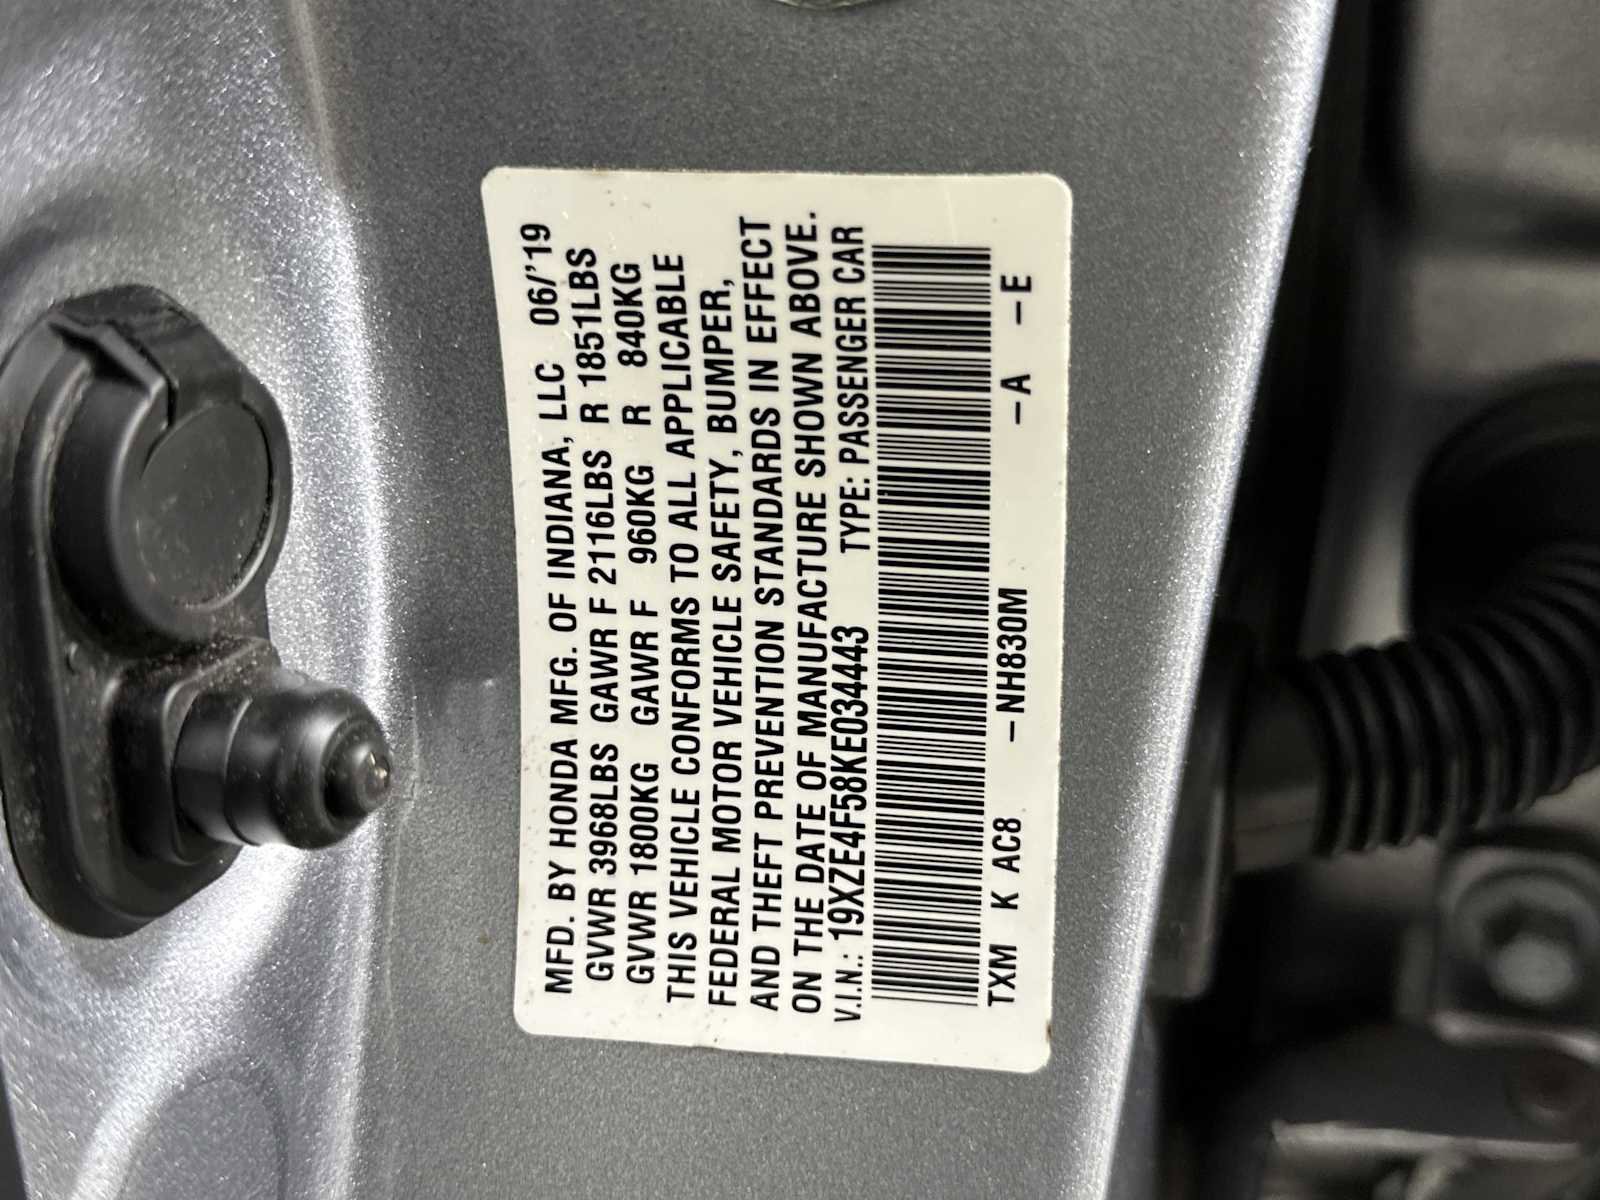 MFD. BY HONDA MFG. OF INDIANA, LLC 06/'19
GVWR 3968LBS GAWR F 2116LBS R 1851LBS
GVWR 1800KG GAWR F 960KG R 840KG
THIS VEHICLE CONFORMS TO ALL APPLICABLE
FEDERAL MOTOR VEHICLE SAFETY, BUMPER,
AND THEFT PREVENTION STANDARDS IN EFFECT
ON THE DATE OF MANUFACTURE SHOWN ABOVE.
V.I.N.: 19XZE4F58KE034443 TYPE: PASSENGER CAR
TXM K AC8 –NH830M –A –E